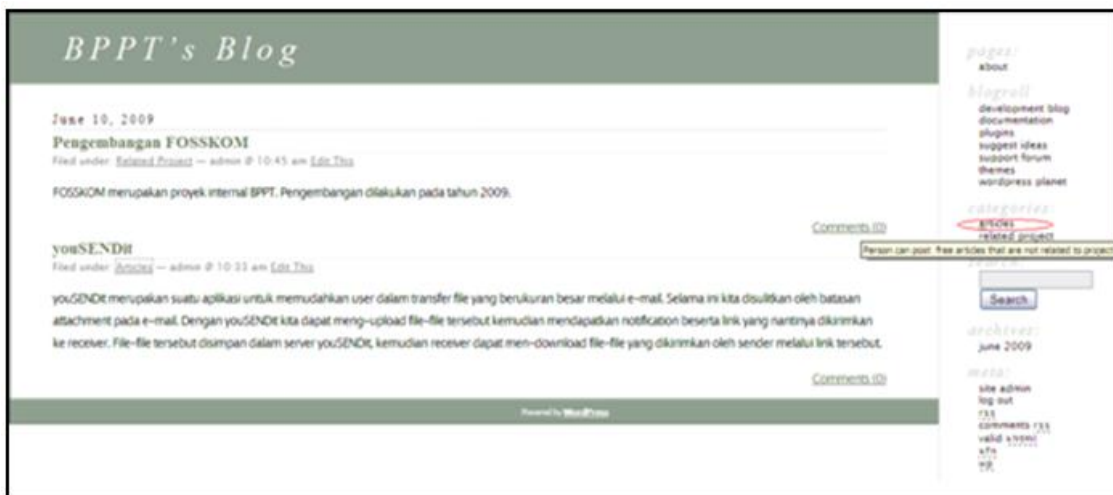 BPPT's Blog
June 10, 2009
Pengembangan FOSSKOM
Filed under: Related Project — admin @ 10:45 am Edit This
FOSSKOM merupakan proyek internal BPPT. Pengembangan dilakukan pada tahun 2009.
Comments (0)
youSENDit
Filed under: Articles — admin @ 10:33 am Edit This
youSENDit merupakan suatu aplikasi untuk memudahkan user dalam transfer file yang berukuran besar melalui e-mail. Selama ini kita disulitkan oleh batasan
attachment pada e-mail. Dengan youSENDit kita dapat meng-upload file-file tersebut kemudian mendapatkan notification beserta link yang nantinya dikirimkan
ke receiver. File-file tersebut disimpan dalam server youSENDit, kemudian receiver dapat men-download file-file yang dikirimkan oleh sender melalui link tersebut.
Comments (0)
Powered by WordPress
pages:
about
blogroll
development blog
documentation
plugins
suggest ideas
support forum
themes
wordpress planet
categories:
articles
related project
Person can post free articles that are not related to project
search:
Search
archives:
june 2009
meta:
site admin
log out
rss
comments rss
valid xhtml
xfn
wp